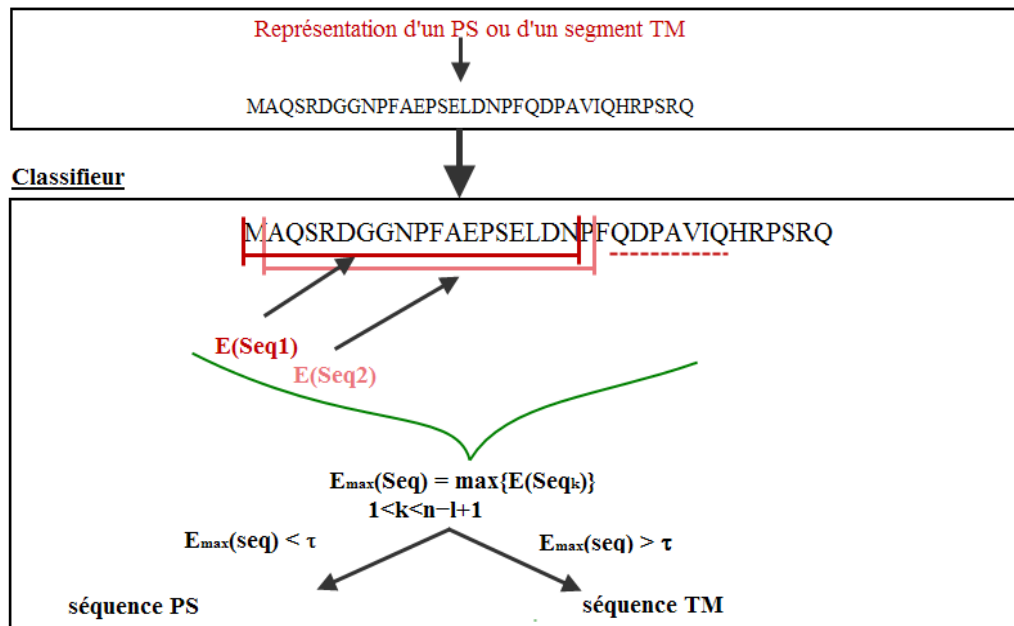 Représentation d'un PS ou d'un segment TM
MAQSRDGGNPFAEPSELDNPFQDPAVIQHRPSRQ
Classifieur
MAQSRDGGNPFAEPSELDNPFQDPAVIQHRPSRQ
E(Seq1)
E(Seq2)
Emax(Seq) = max{E(Seqk)}
1<k<n−l+1
Emax(seq) < τ
Emax(seq) > τ
séquence PS
séquence TM